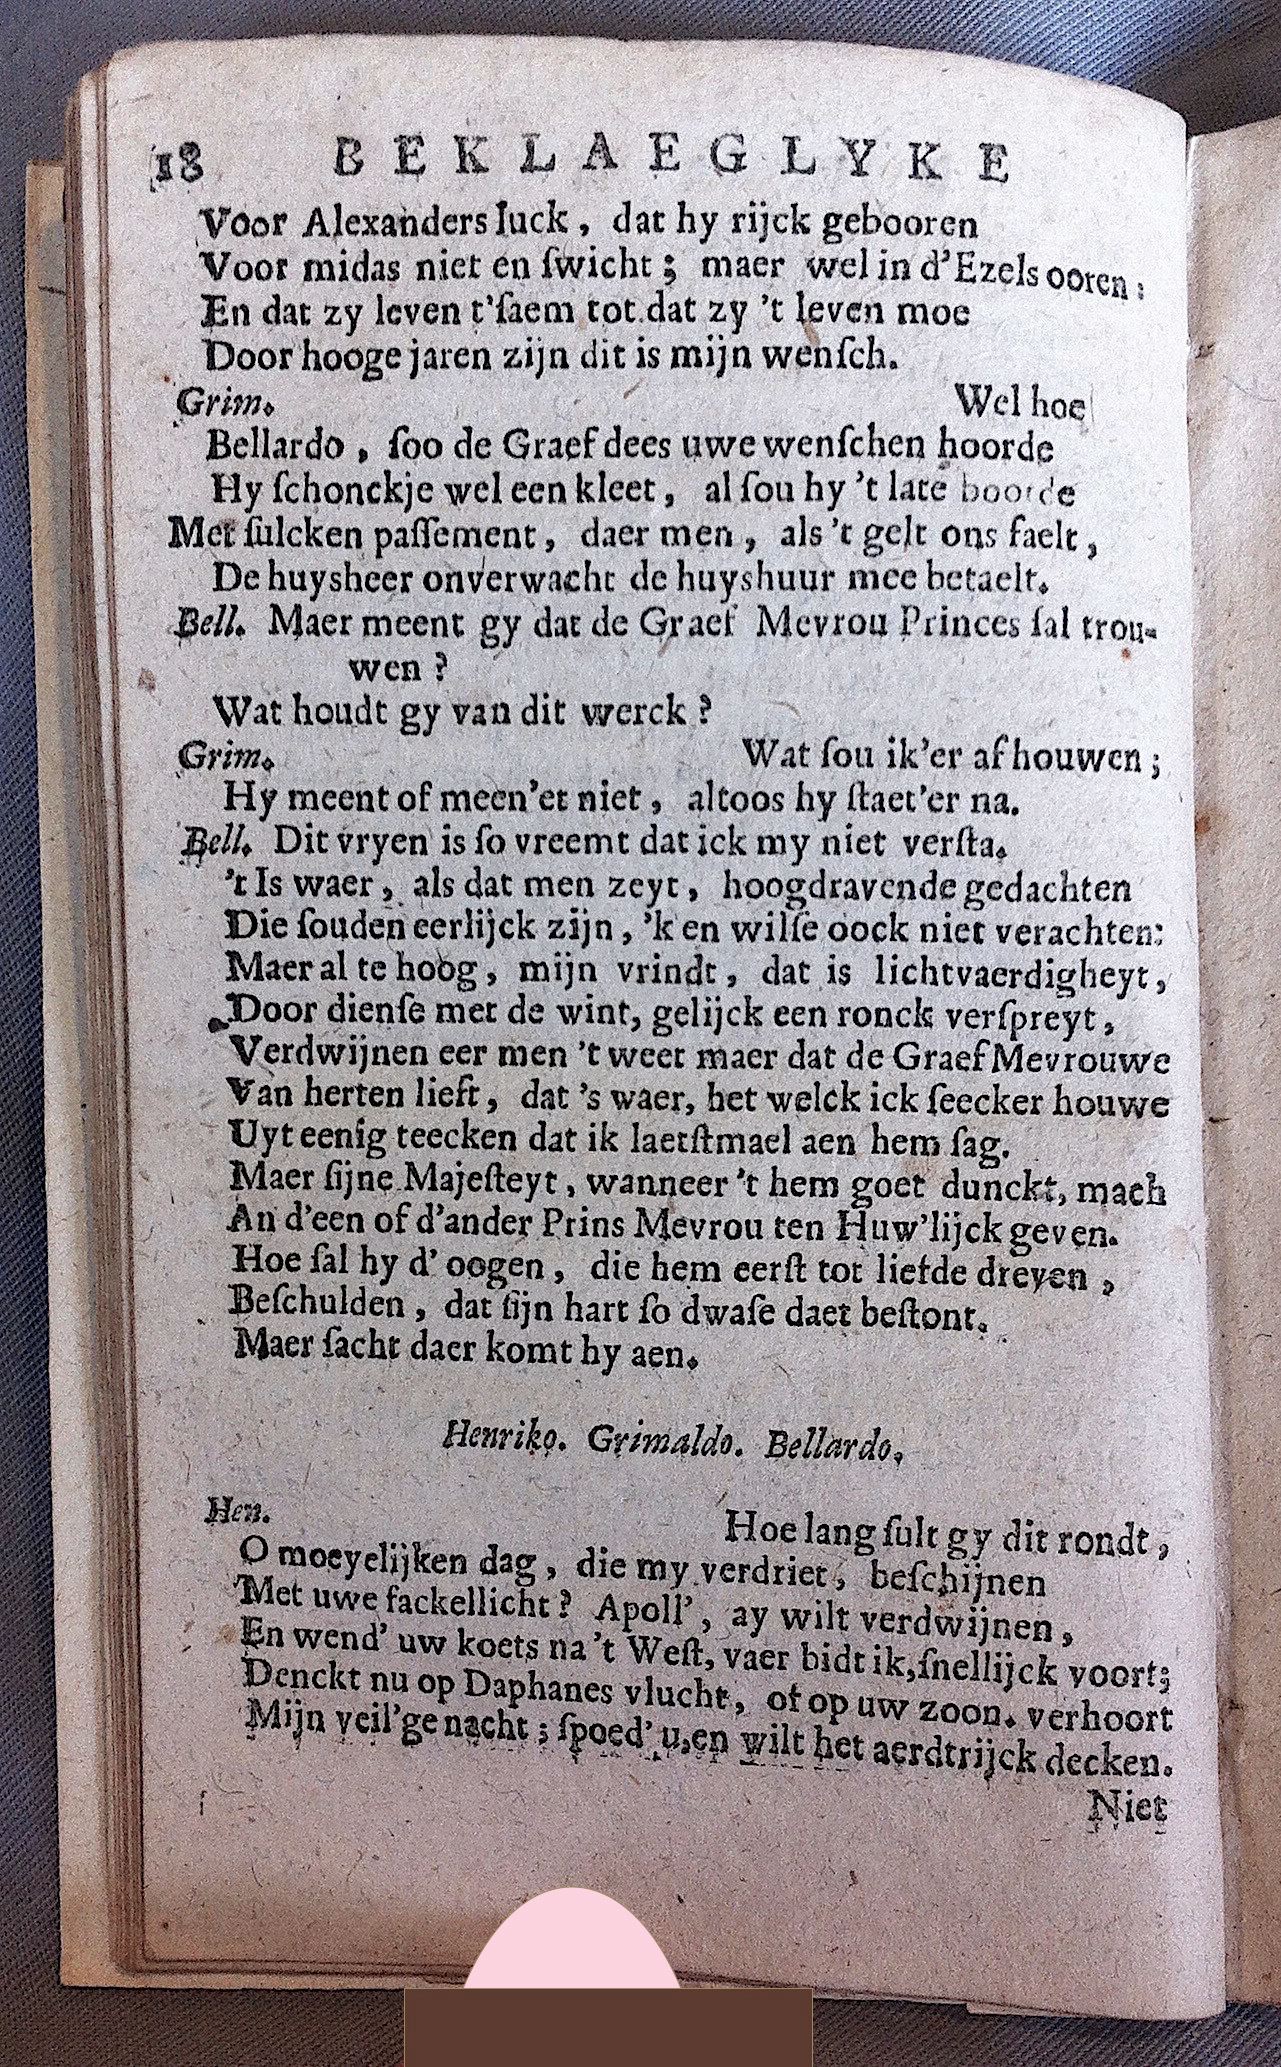 18 BEKLAEGLYKE
Voor Alexanders luck, dat hy rijck gebooren
Voor midas niet en ſwicht; maer wel in d'Ezels ooren:
En dat zy leven t'ſaem tot dat zy 't leven moe
Door hooge jaren zijn dit is mijn wenſch.
Grim. Wel hoe
Bellardo, ſoo de Graef dees uwe wenſchen hoorde
Hy ſchonckje wel een kleet, al ſou hy 't late boorde
Met ſulcken paſſement, daer men, als 't gelt ons faelt,
De huysheer onverwacht de huyshuur mee betaelt.
Bell. Maer meent gy dat de Graef Mevrou Princes ſal trou-
wen?
Wat houdt gy van dit werck?
Grim. Wat ſou ik'er af houwen;
Hy meent of meen'et niet, altoos hy ſtaet'er na.
Bell. Dit vryen is ſo vreemt dat ick my niet verſta.
't Is waer, als dat men zeyt, hoogdravende gedachten
Die ſouden eerlijck zijn, 'k en wilſe oock niet verachten:
Maer al te hoog, mijn vrindt, dat is lichtvaerdigheyt,
Door dienſe met de wint, gelijck een ronck verſpreyt,
Verdwijnen eer men 't weet maer dat de Graef Mevrouwe
Van herten lieft, dat 's waer, het welck ick ſeecker houwe
Uyt eenig teecken dat ik laetſtmael aen hem ſag.
Maer ſijne Majeſteyt, wanneer 't hem goet dunckt, mach
An d'een of d'ander Prins Mevrou ten Huw'lijck geven.
Hoe ſal hy d' oogen, die hem eerſt tot liefde dreven,
Beſchulden, dat ſijn hart ſo dwaſe daet beſtont.
Maer ſacht daer komt hy aen.
Henriko. Grimaldo. Bellardo,
Hen. Hoe lang ſult gy dit rondt,
O moeyelijken dag, die my verdriet, beſchijnen
Met uwe fackellicht? Apoll', ay wilt verdwijnen,
En wend' uw koets na 't Weſt, vaer bidt ik, ſnellijck voort;
Denckt nu op Daphanes vlucht, of op uw zoon. verhoort
Mijn veil'ge nacht; ſpoed' u, en wilt het aerdtrijck decken.
Niet